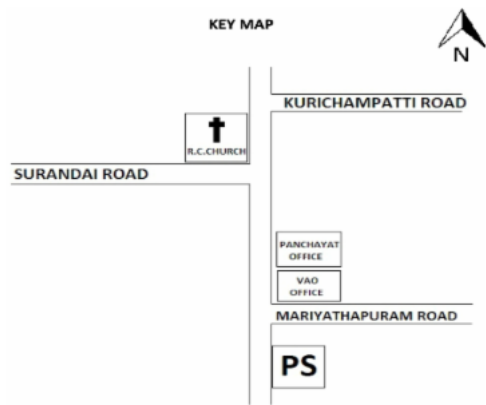 KEY MAP
N
KURICHAMPATTI ROAD
R.C.CHURCH
SURANDAI ROAD
PANCHAYAT
OFFICE
VAO
OFFICE
MARIYATHAPURAM ROAD
PS